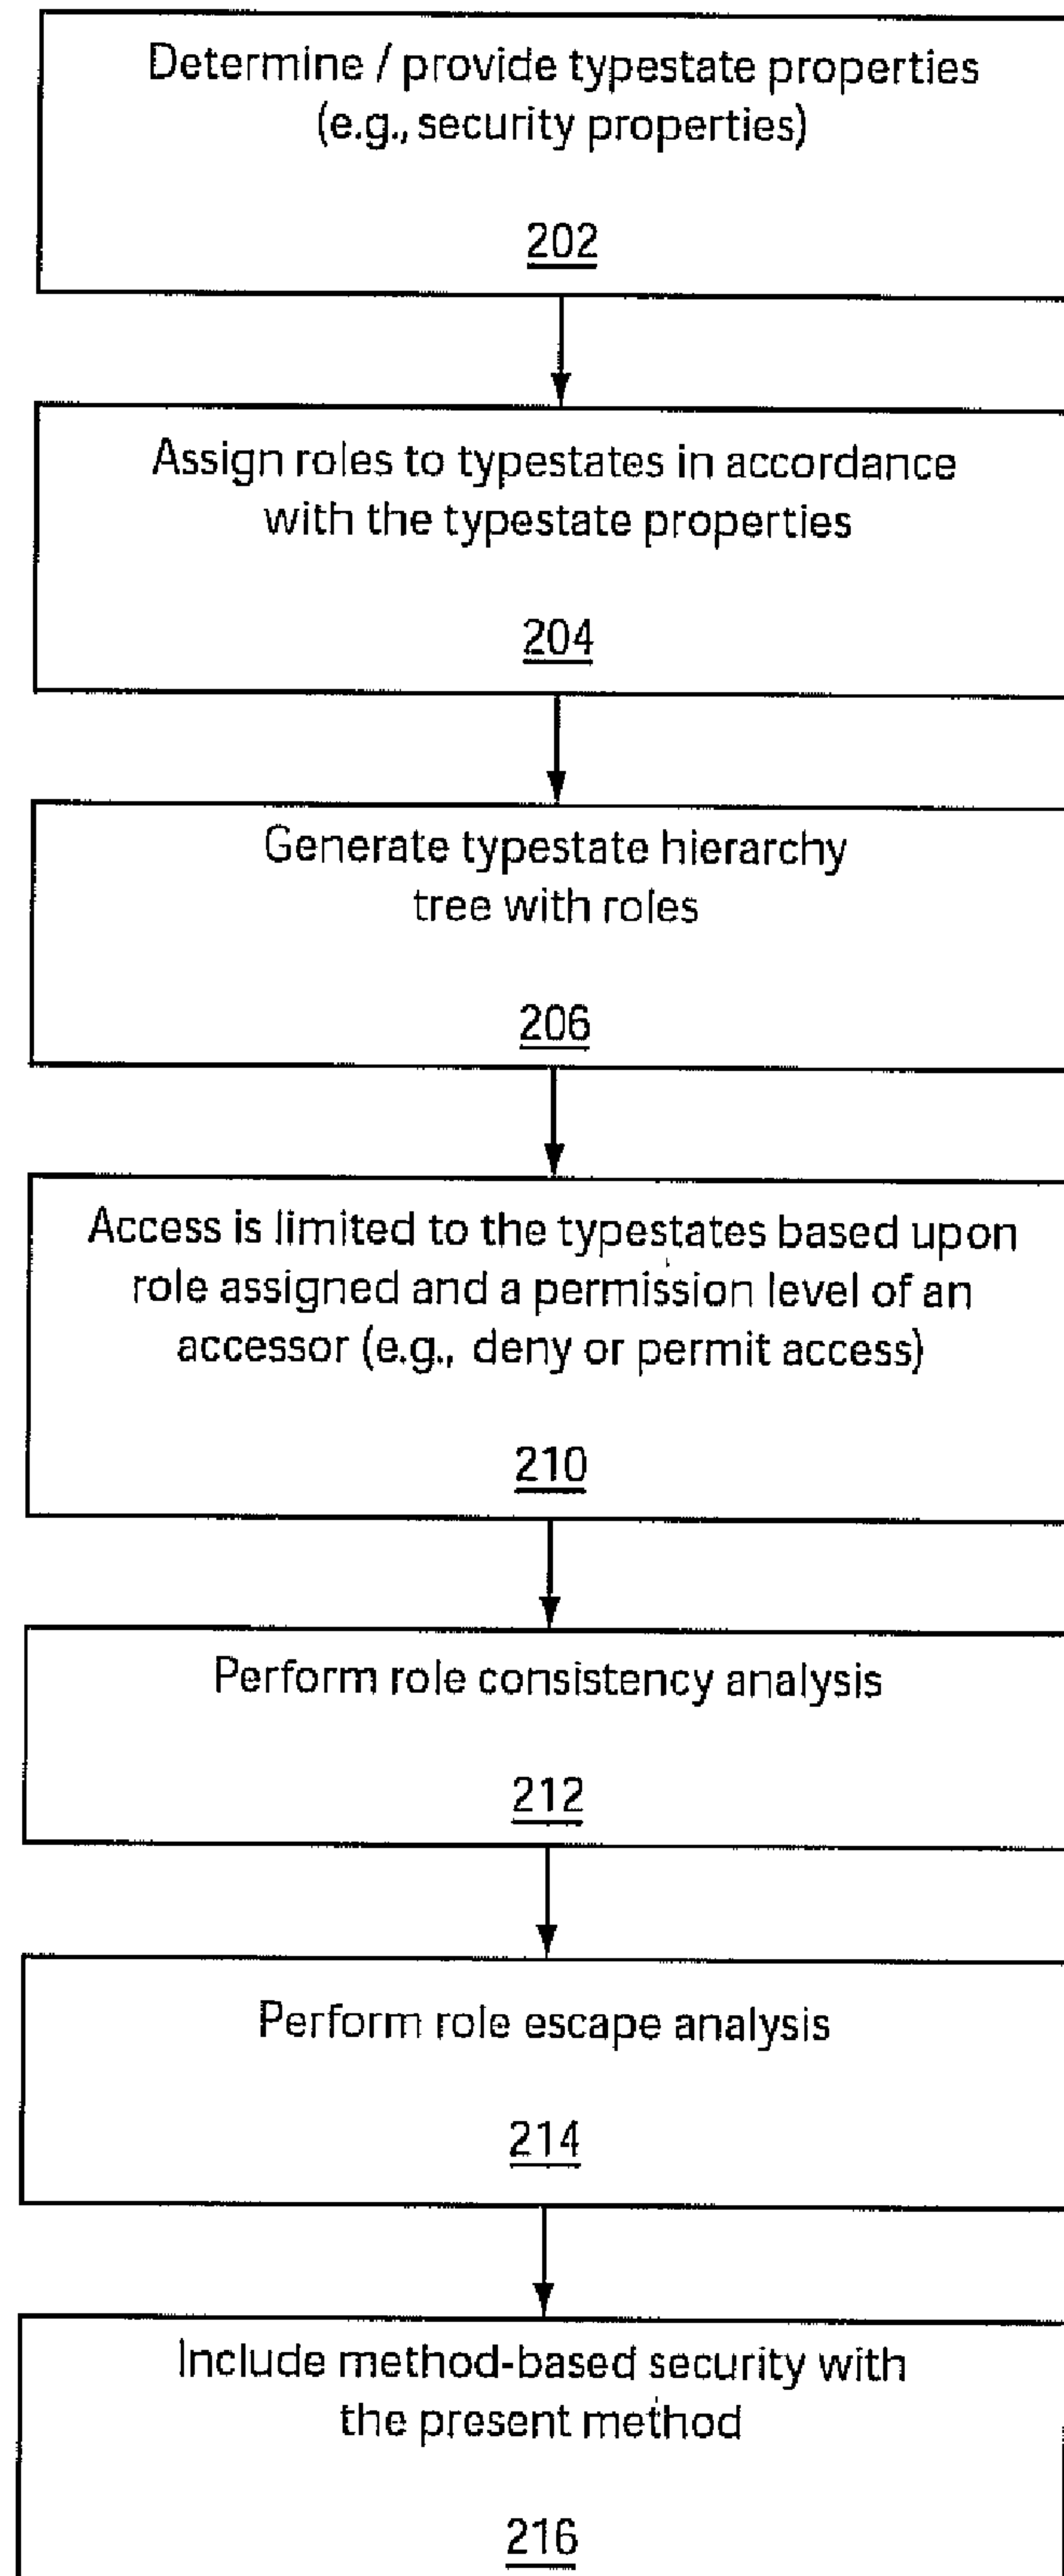 Determine / provide typestate properties
(e.g., security properties)
202
Assign roles to typestates in accordance
with the typestate properties
204
Generate typestate hierarchy
tree with roles
206
Access is limited to the typestates based upon
role assigned and a permission level of an
accessor (e.g., deny or permit access)
210
Perform role consistency analysis
212
Perform role escape analysis
214
Include method-based security with
the present method
216